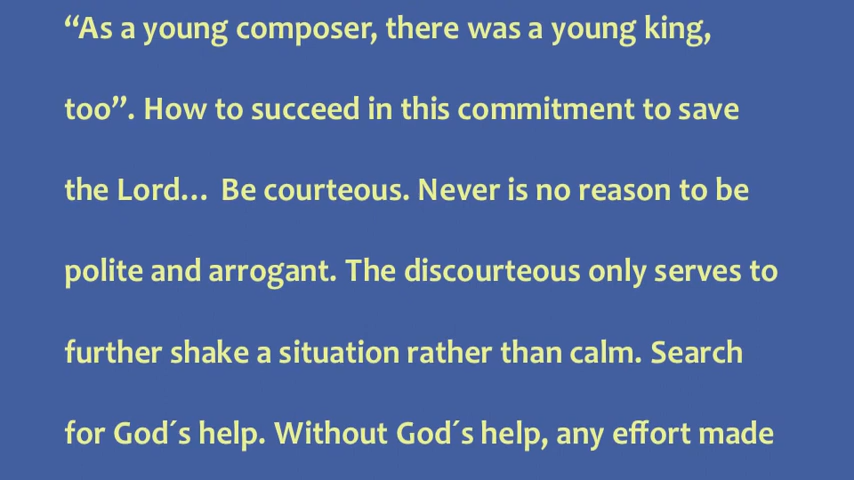 “As a young composer, there was a young king,
too”. How to succeed in this commitment to save
the Lord... Be courteous. Never is no reason to be
polite and arrogant. The discourteous only serves to
further shake a situation rather than calm. Search
for God´s help. Without God´s help, any effort made